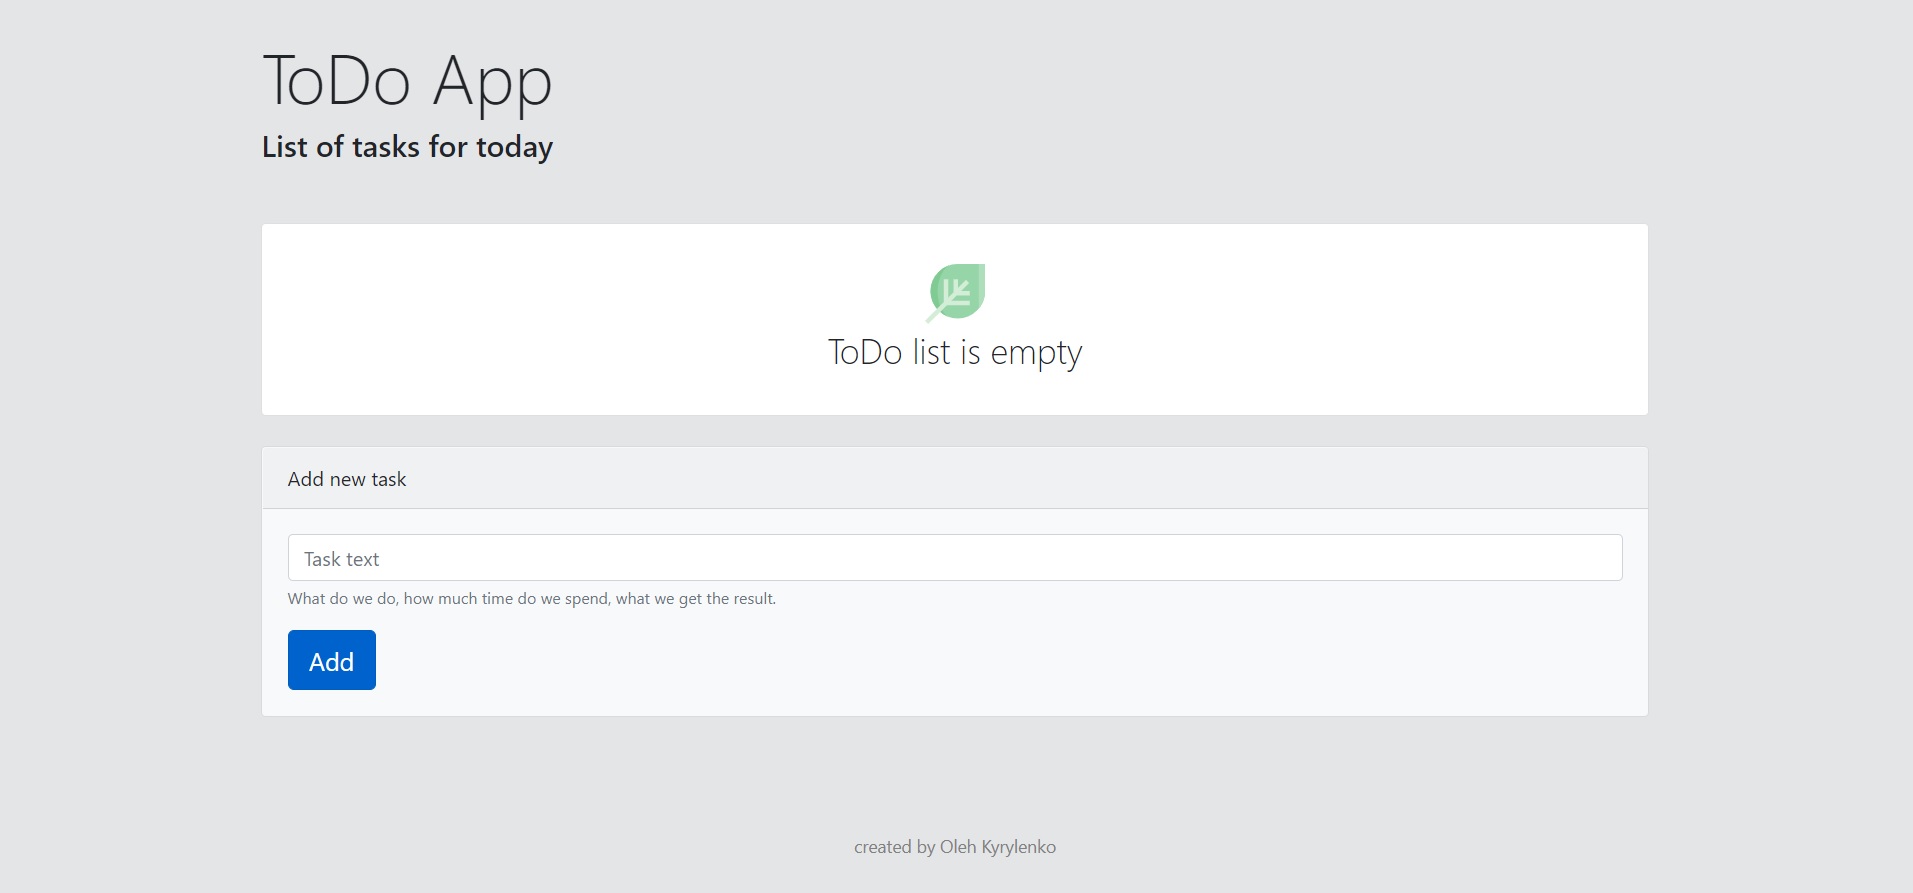 ToDo App
List of tasks for today
ToDo list is empty
Add new task
Task text
What do we do, how much time do we spend, what we get the result.
Add
created by Oleh Kyrylenko